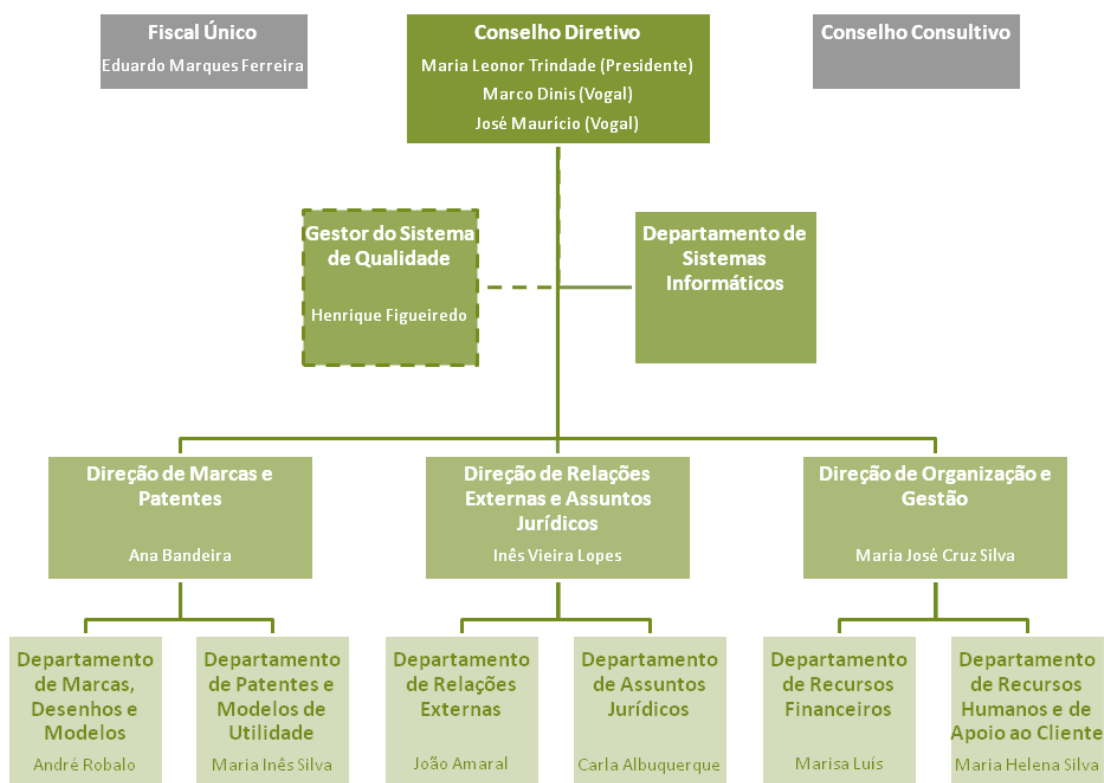 Fiscal Único
Eduardo Marques Ferreira
Conselho Diretivo
Maria Leonor Trindade (Presidente)
Marco Dinis (Vogal)
José Maurício (Vogal)
Conselho Consultivo
Gestor do Sistema
de Qualidade
Henrique Figueiredo
Departamento de
Sistemas
Informáticos
Direção de Marcas e
Patentes
Ana Bandeira
Direção de Relações
Externas e Assuntos
Jurídicos
Inês Vieira Lopes
Direção de Organização e
Gestão
Maria José Cruz Silva
Departamento
de Marcas,
Desenhos e
Modelos
André Robalo
Departamento
de Patentes e
Modelos de
Utilidade
Maria Inês Silva
Departamento
de Relações
Externas
João Amaral
Departamento
de Assuntos
Jurídicos
Carla Albuquerque
Departamento
de Recursos
Financeiros
Marisa Luís
Departamento
de Recursos
Humanos e de
Apoio ao Cliente
Maria Helena Silva